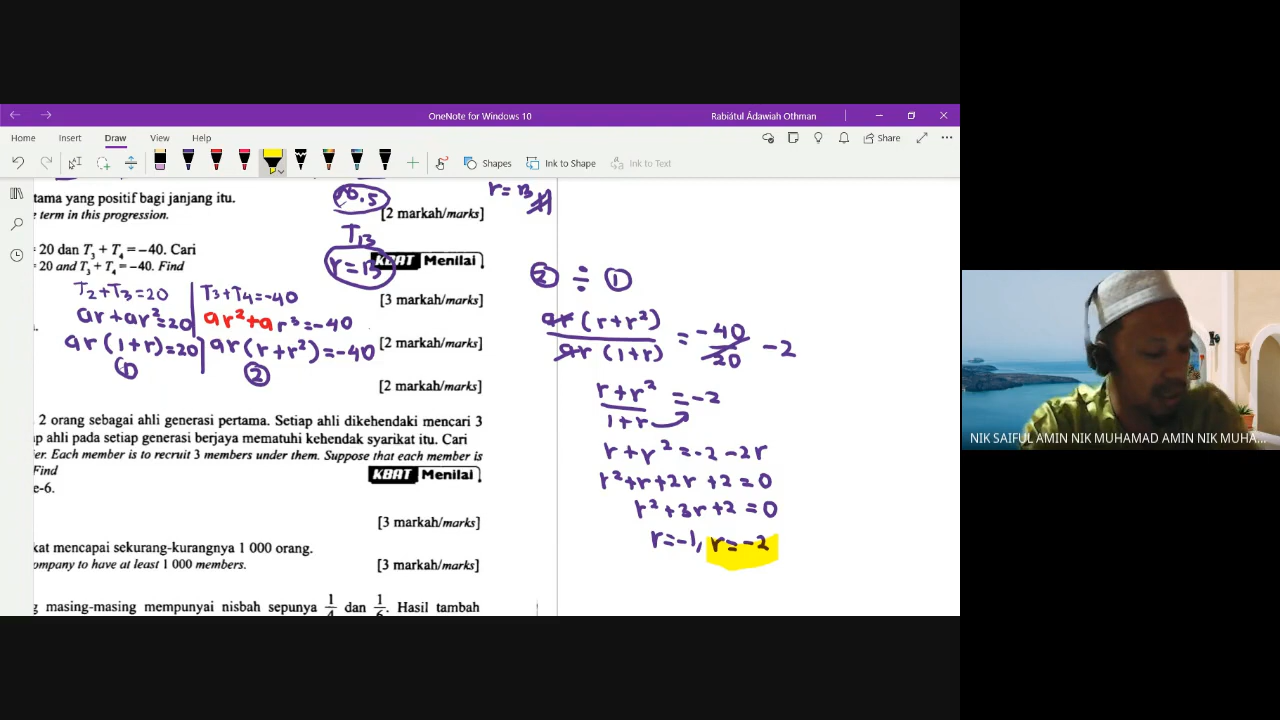 OneNote for Windows 10
Rabiátul Ádawiah Othman
Home Insert Draw View Help
Share
Shapes Ink to Shape Ink to Text
tama yang positif bagi janjang itu.
e term in this progression.
[2 markah/marks]
T13
r = 13
r = 13
= 20 dan T3 + T4 = –40. Cari
= 20 and T3 + T4 = –40. Find
KBAT Menilai
T2 + T3 = 20
ar + ar² = 20
ar (1 + r) = 20
①
T3 + T4 = -40
ar² + ar³ = -40
ar (r + r²) = -40
②
[3 markah/marks]
[2 markah/marks]
[2 markah/marks]
2 orang sebagai ahli generasi pertama. Setiap ahli dikehendaki mencari 3
ap ahli pada setiap generasi berjaya mematuhi kehendak syarikat itu. Cari
er. Each member is to recruit 3 members under them. Suppose that each member is
Find
KBAT Menilai
e-6.
[3 markah/marks]
kat mencapai sekurang-kurangnya 1 000 orang.
ompany to have at least 1 000 members.
[3 markah/marks]
g masing-masing mempunyai nisbah sepunya 1/4 dan 1/6. Hasil tambah
② ÷ ①
ar (r + r²) / ar (1 + r) = -40 / 20 -2
r + r² / 1 + r = -2
r + r² = -2 - 2r
r² + r + 2r + 2 = 0
r² + 3r + 2 = 0
r = -1, r = -2
NIK SAIFUL AMIN NIK MUHAMAD AMIN NIK MUHA...